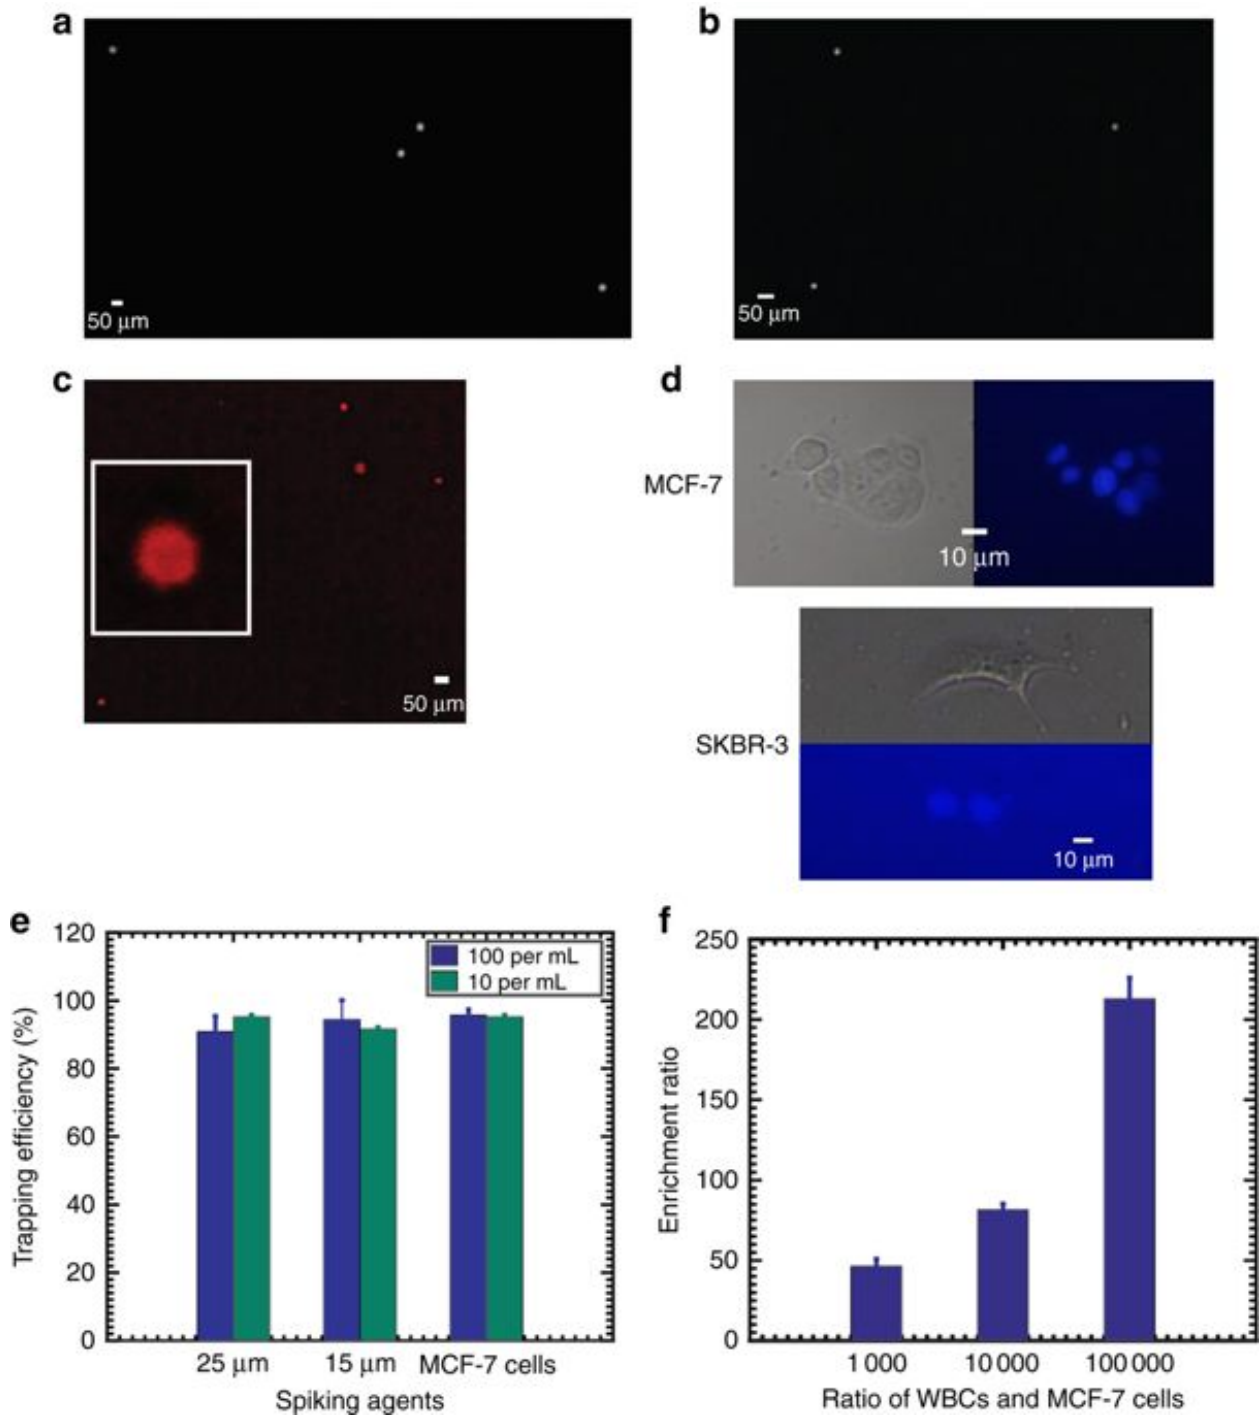 a
b
50 μm
50 μm
c
d
MCF-7
10 μm
50 μm
SKBR-3
10 μm
e
f
120
100 per mL
10 per mL
100
80
60
40
20
0
Trapping efficiency (%)
25 μm
15 μm
MCF-7 cells
Spiking agents
250
200
150
100
50
0
Enrichment ratio
1 000
10 000
100 000
Ratio of WBCs and MCF-7 cells